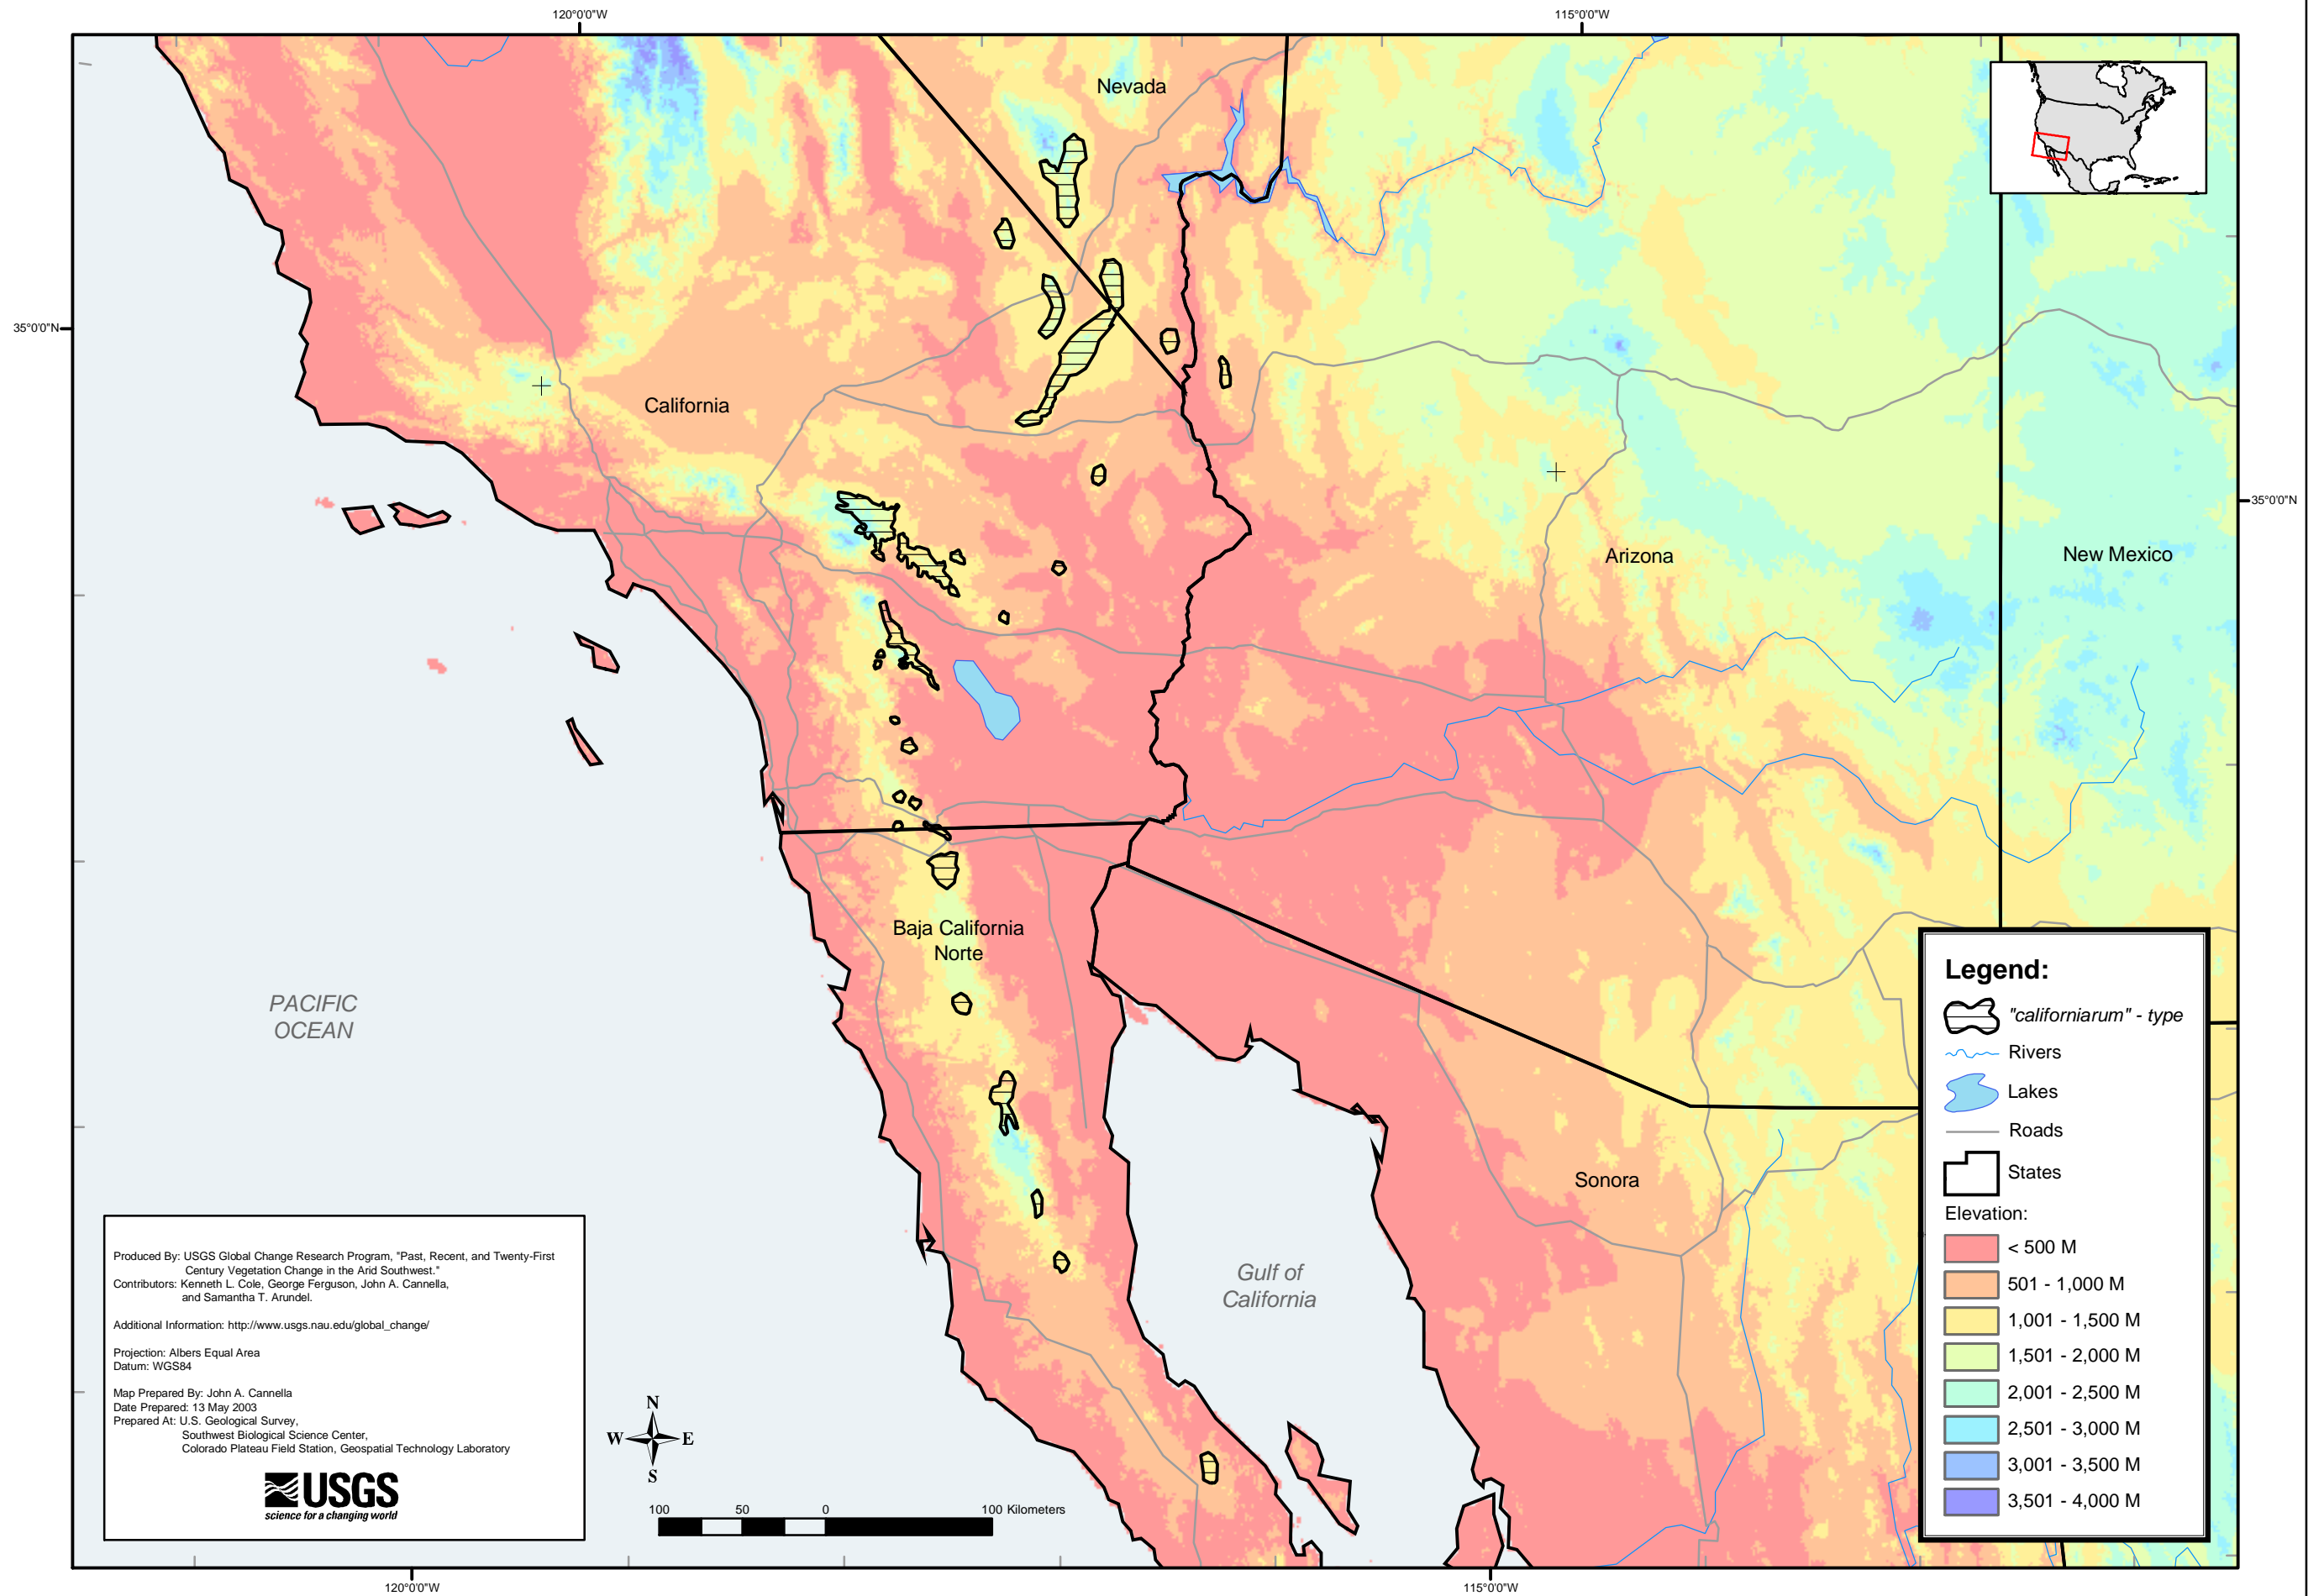 120°0'0"W
115°0'0"W
Nevada
35°0'0"N
California
35°0'0"N
Arizona
New Mexico
Baja California
Norte
PACIFIC
OCEAN
Sonora
Gulf of
California
Legend:
"californiarum" - type
Rivers
Lakes
Roads
States
Elevation:
< 500 M
501 - 1,000 M
1,001 - 1,500 M
1,501 - 2,000 M
2,001 - 2,500 M
2,501 - 3,000 M
3,001 - 3,500 M
3,501 - 4,000 M
Produced By: USGS Global Change Research Program, "Past, Recent, and Twenty-First
Century Vegetation Change in the Arid Southwest."
Contributors: Kenneth L. Cole, George Ferguson, John A. Cannella,
and Samantha T. Arundel.
Additional Information: http://www.usgs.nau.edu/global_change/
Projection: Albers Equal Area
Datum: WGS84
Map Prepared By: John A. Cannella
Date Prepared: 13 May 2003
Prepared At: U.S. Geological Survey,
Southwest Biological Science Center,
Colorado Plateau Field Station, Geospatial Technology Laboratory
USGS
science for a changing world
N
W E
S
100 50 0 100 Kilometers
120°0'0"W
115°0'0"W